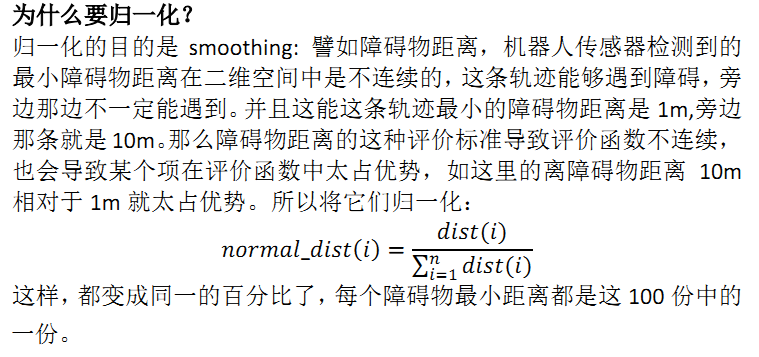 为什么要归一化？
归一化的目的是 smoothing: 譬如障碍物距离，机器人传感器检测到的
最小障碍物距离在二维空间中是不连续的，这条轨迹能够遇到障碍，旁
边那边不一定能遇到。并且这能这条轨迹最小的障碍物距离是 1m,旁边
那条就是 10m。那么障碍物距离的这种评价标准导致评价函数不连续，
也会导致某个项在评价函数中太占优势，如这里的离障碍物距离 10m
相对于 1m 就太占优势。所以将它们归一化：
normal_dist(i) = dist(i) / ∑_{i=1}^{n} dist(i)
这样，都变成同一的百分比了，每个障碍物最小距离都是这 100 份中的
一份。